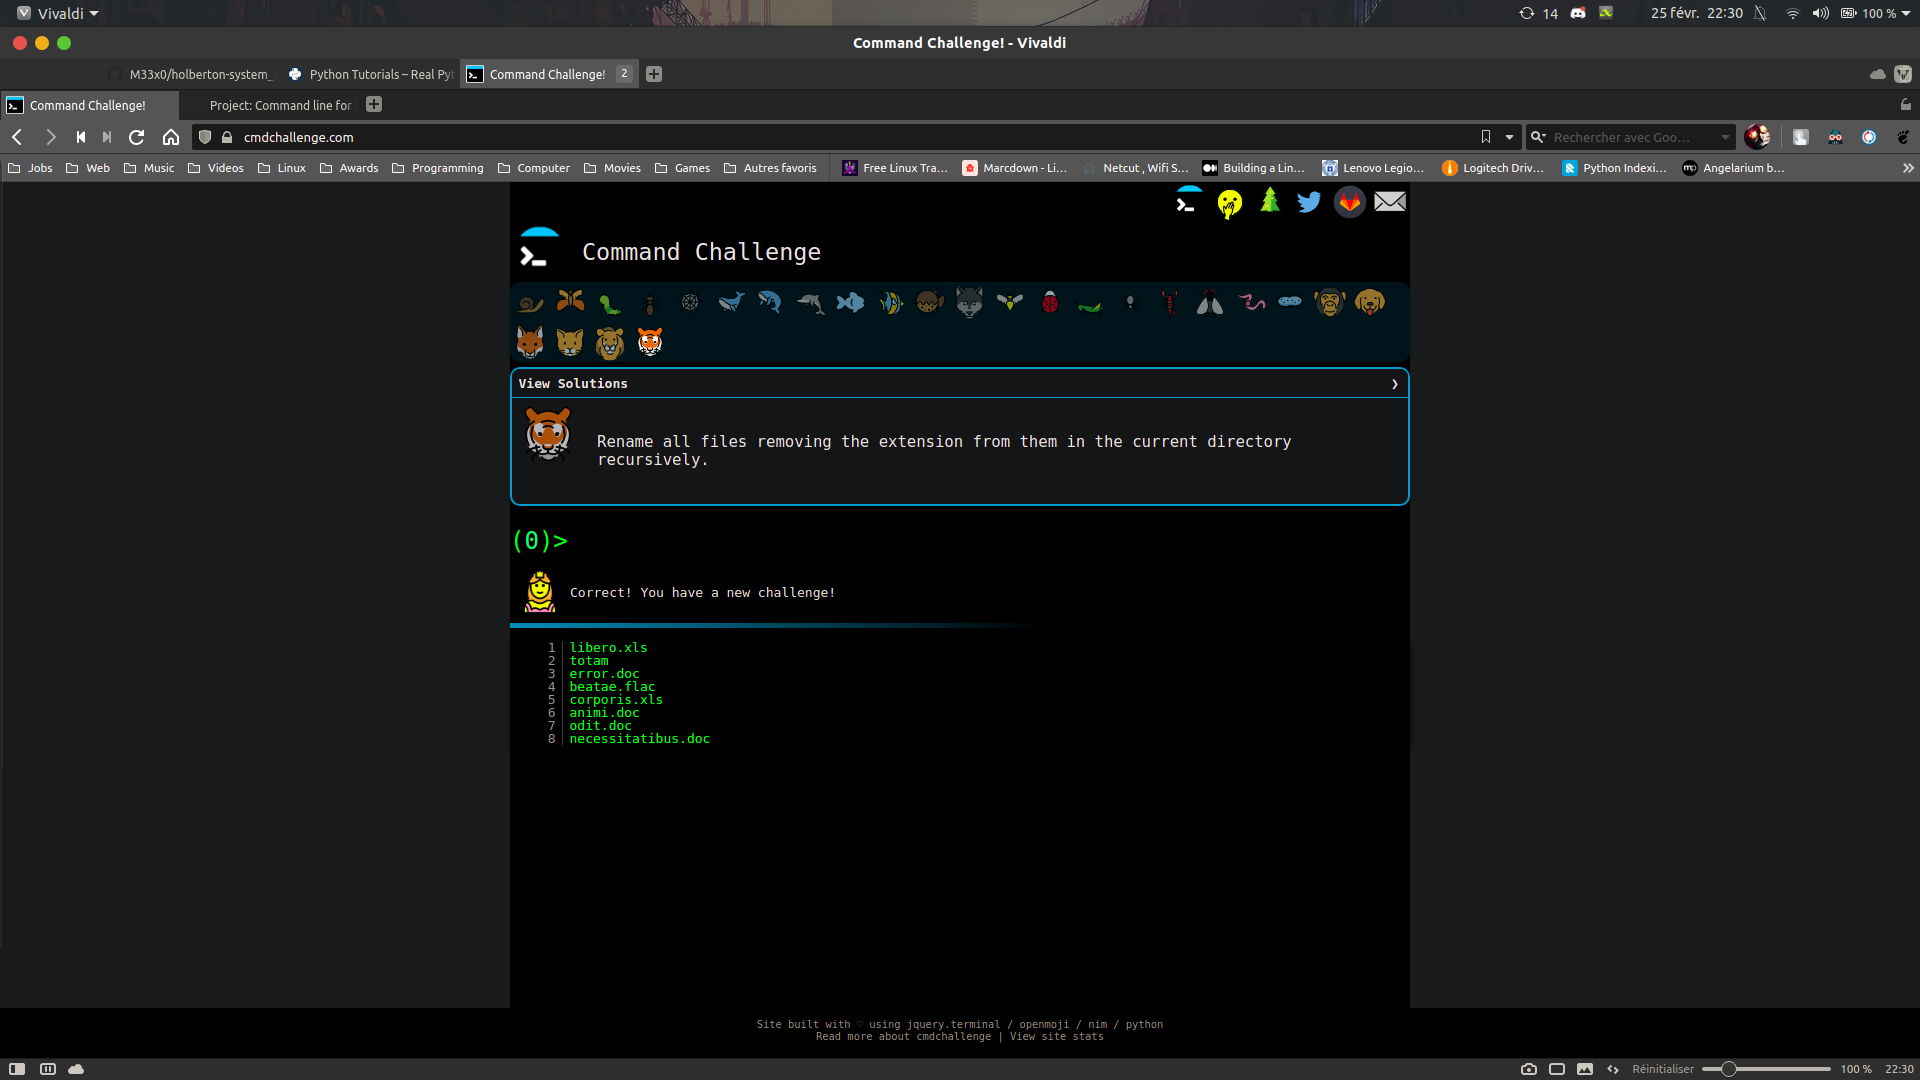 Vivaldi
14
25 févr. 22:30
100 %
Command Challenge! - Vivaldi
M33x0/holberton-system_
Python Tutorials – Real Pyt
Command Challenge!
2
Command Challenge!
Project: Command line for
cmdchallenge.com
Rechercher avec Goo...
Jobs
Web
Music
Videos
Linux
Awards
Programming
Computer
Movies
Games
Autres favoris
Free Linux Tra...
Marcdown - Li...
Netcut , Wifi S...
Building a Lin...
Lenovo Legio...
Logitech Driv...
Python Indexi...
Angelarium b...
Command Challenge
View Solutions
Rename all files removing the extension from them in the current directory
recursively.
(0)>
Correct! You have a new challenge!
1 libero.xls
2 totam
3 error.doc
4 beatae.flac
5 corporis.xls
6 animi.doc
7 odit.doc
8 necessitatibus.doc
Site built with ♡ using jquery.terminal / openmoji / nim / python
Read more about cmdchallenge | View site stats
Réinitialiser
100 %
22:30